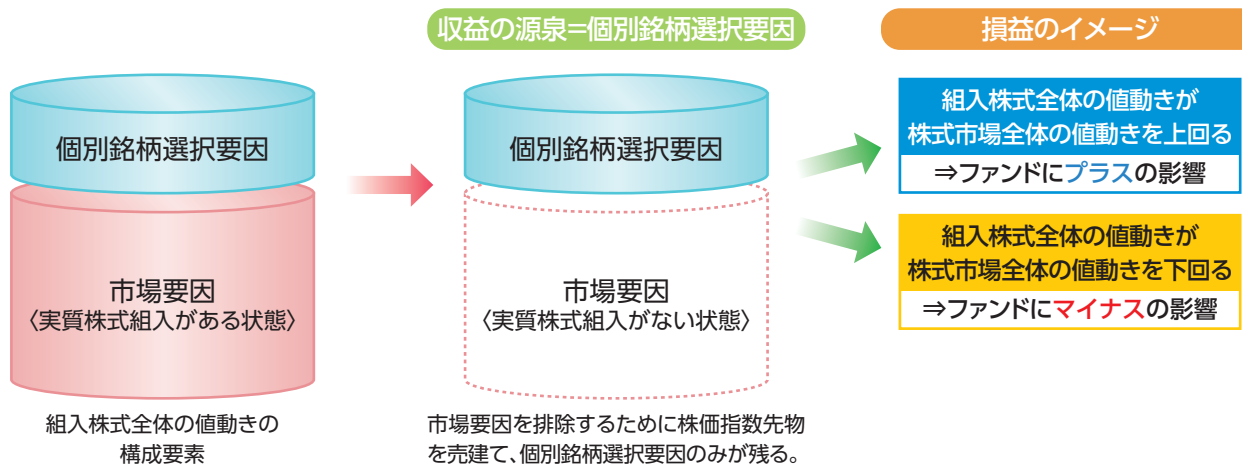 収益の源泉=個別銘柄選択要因
損益のイメージ
個別銘柄選択要因
市場要因
〈実質株式組入がある状態〉
組入株式全体の値動きの
構成要素
個別銘柄選択要因
市場要因
〈実質株式組入がない状態〉
市場要因を排除するために株価指数先物
を売建て、個別銘柄選択要因のみが残る。
組入株式全体の値動きが
株式市場全体の値動きを上回る
⇒ファンドにプラスの影響
組入株式全体の値動きが
株式市場全体の値動きを下回る
⇒ファンドにマイナスの影響